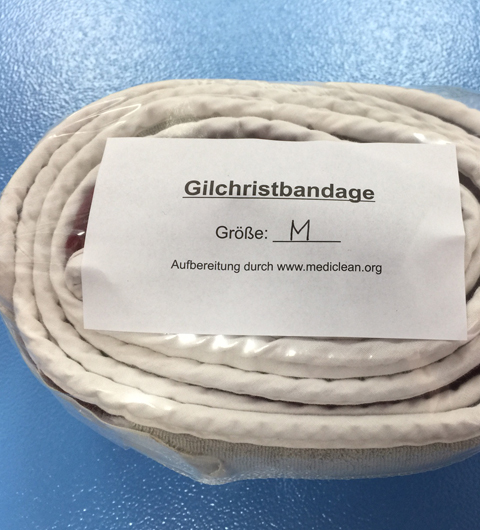 Gilchristbandage
Größe: M
Aufbereitung durch www.mediclean.org